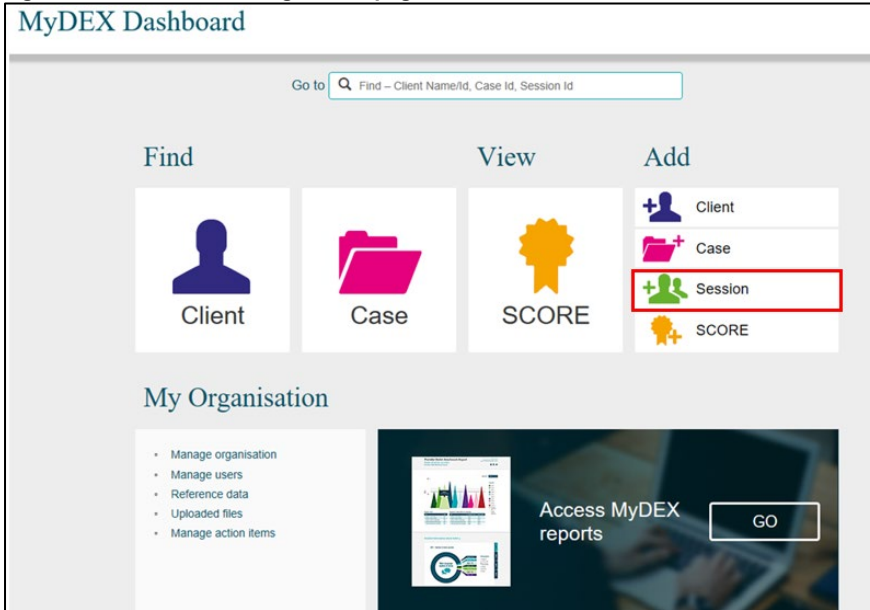 MyDEX Dashboard
Go to Find – Client Name/Id, Case Id, Session Id
Find
View
Add
Client
Case
SCORE
Client
Case
Session
SCORE
My Organisation
Manage organisation
Manage users
Reference data
Uploaded files
Manage action items
Access MyDEX
reports
GO